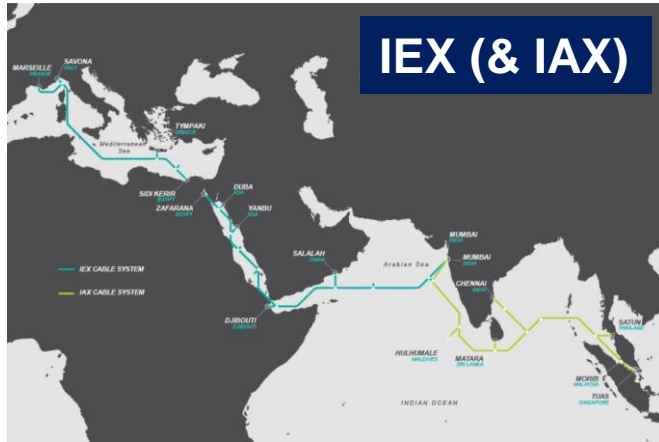 IEX (& IAX)
SAVONA
ITALY
MARSEILLE
FRANCE
TYMPAKI
GREECE
Mediterranean
Sea
SIDI KERIR
EGYPT
ZAFARANA
EGYPT
DUBA
KSA
YANBU
KSA
MUMBAI
INDIA
SALALAH
OMAN
Arabian Sea
MUMBAI
INDIA
IEX CABLE SYSTEM
CHENNAI
INDIA
IAX CABLE SYSTEM
DJIBOUTI
DJIBOUTI
SATUN
THAILAND
HULHUMALE
MALDIVES
MATARA
SRI LANKA
MORIB
MALAYSIA
TUAS
SINGAPORE
INDIAN OCEAN